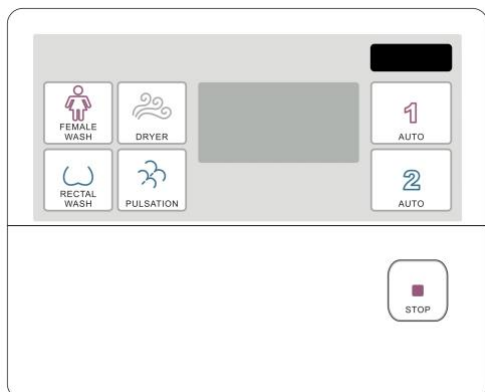 FEMALE
WASH
DRYER
1
AUTO
RECTAL
WASH
PULSATION
2
AUTO
STOP